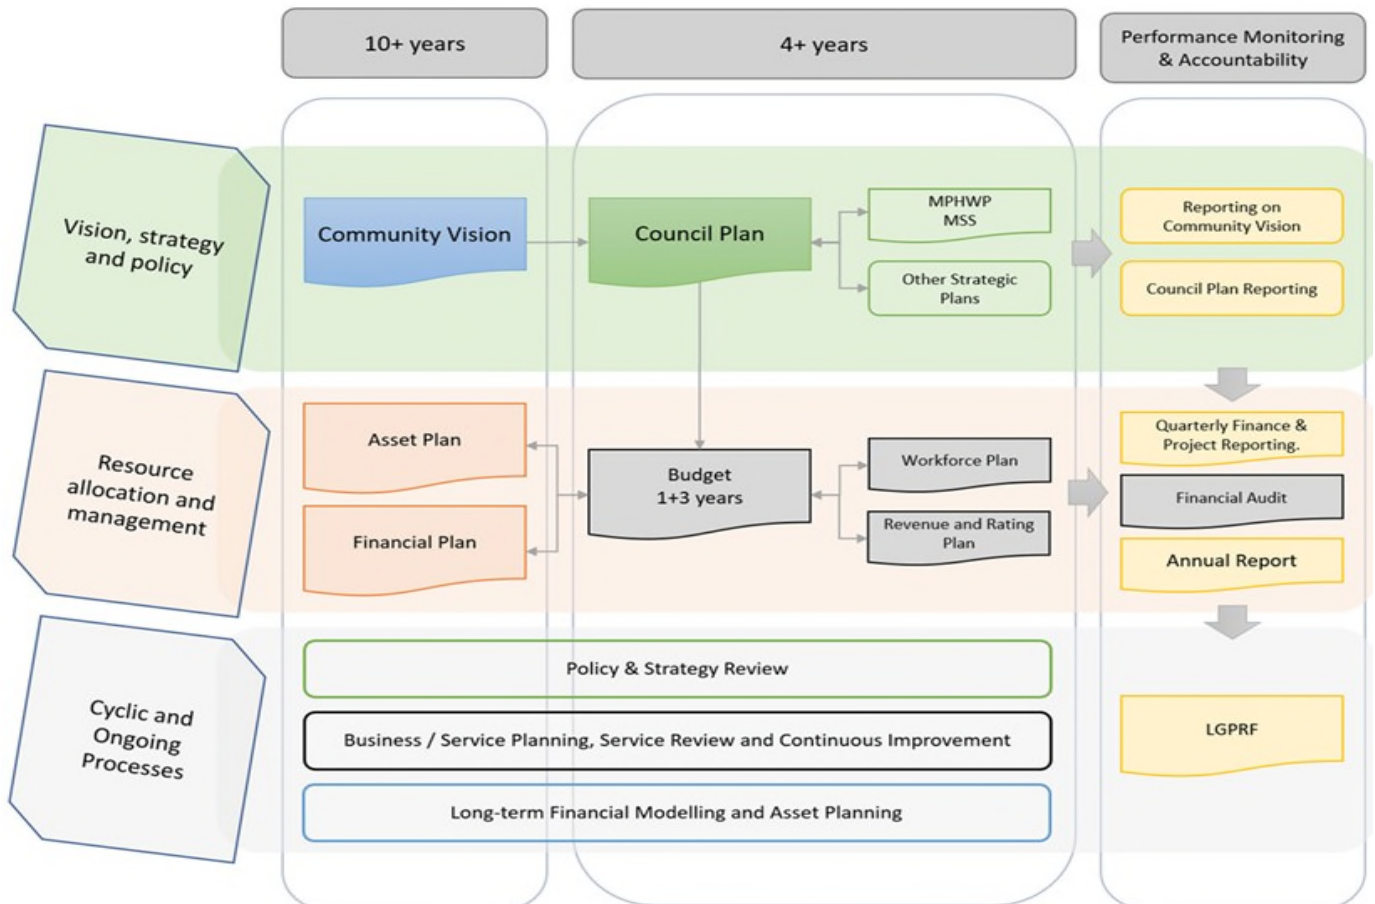 10+ years
4+ years
Performance Monitoring
& Accountability
Vision, strategy
and policy
Community Vision
Council Plan
MPHWP
MSS
Other Strategic
Plans
Reporting on
Community Vision
Council Plan Reporting
Resource
allocation and
management
Asset Plan
Financial Plan
Budget
1+3 years
Workforce Plan
Revenue and Rating
Plan
Quarterly Finance &
Project Reporting.
Financial Audit
Annual Report
Cyclic and
Ongoing
Processes
Policy & Strategy Review
Business / Service Planning, Service Review and Continuous Improvement
Long-term Financial Modelling and Asset Planning
LGPRF